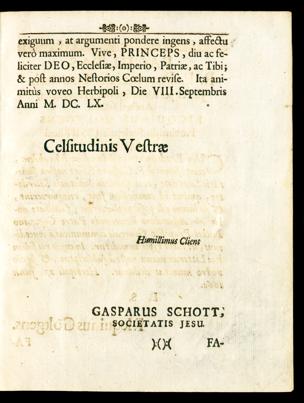 :(o):
exiguum, at argumenti pondere ingens, affectu
verò maximum. Vive, PRINCEPS, diu ac fe-
liciter DEO, Ecclesiæ, Imperio, Patriæ, ac Tibi;
& post annos Nestorios Cœlum revise. Ita ani-
mitùs voveo Herbipoli, Die VIII. Septembris
Anni M. DC. LX.
Celsitudinis Vestræ
Humillimus Client
GASPARUS SCHOTT,
SOCIETATIS JESU.
)()( FA-